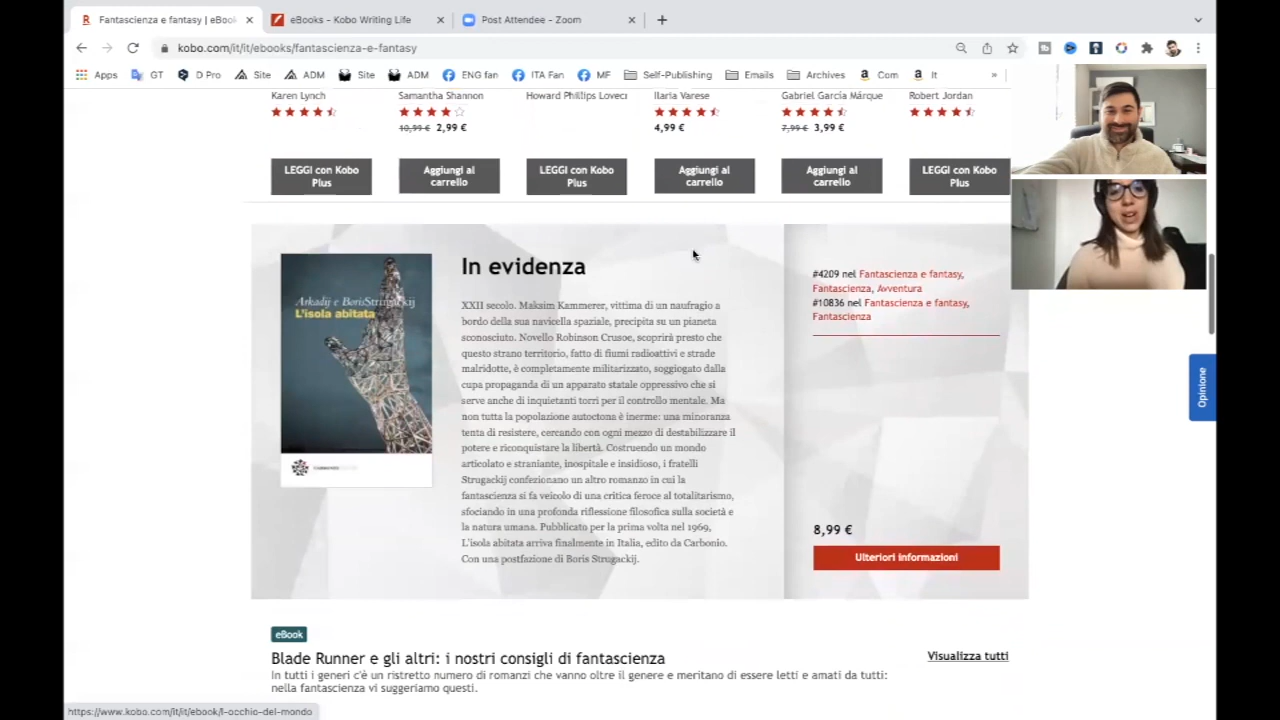 Fantascienza e fantasy | eBook
eBooks - Kobo Writing Life
Post Attendee - Zoom
kobo.com/it/it/ebooks/fantascienza-e-fantasy
Apps GT D Pro Site ADM Site ADM ENG fan ITA Fan MF Self-Publishing Emails Archives Com It »
Karen Lynch
Samantha Shannon
Howard Phillips Lovecr
Ilaria Varese
Gabriel García Márque
Robert Jordan
10,99 € 2,99 €
4,99 €
7,99 € 3,99 €
LEGGI con Kobo
Plus
Aggiungi al
carrello
LEGGI con Kobo
Plus
Aggiungi al
carrello
Aggiungi al
carrello
LEGGI con Kobo
Plus
Arkadij e Boris Strugackij
L'isola abitata
In evidenza
XXII secolo. Maksim Kammerer, vittima di un naufragio a
bordo della sua navicella spaziale, precipita su un pianeta
sconosciuto. Novello Robinson Crusoe, scoprirà presto che
questo strano territorio, fatto di fiumi radioattivi e strade
malridotte, è completamente militarizzato, soggiogato dalla
cupa propaganda di un apparato statale oppressivo che si
serve anche di inquietanti torri per il controllo mentale. Ma
non tutta la popolazione autoctona è inerme: una minoranza
tenta di resistere, cercando con ogni mezzo di destabilizzare il
potere e riconquistare la libertà. Costruendo un mondo
articolato e straniante, inospitale e insidioso, i fratelli
Strugackij confezionano un altro romanzo in cui la
fantascienza si fa veicolo di una critica feroce al totalitarismo,
sfociando in una profonda riflessione filosofica sulla società e
la natura umana. Pubblicato per la prima volta nel 1969,
L'isola abitata arriva finalmente in Italia, edito da Carbonio.
Con una postfazione di Boris Strugackij.
#4209 nel Fantascienza e fantasy,
Fantascienza, Avventura
#10836 nel Fantascienza e fantasy,
Fantascienza
8,99 €
Ulteriori informazioni
Opinione
eBook
Blade Runner e gli altri: i nostri consigli di fantascienza
Visualizza tutti
In tutti i generi c'è un ristretto numero di romanzi che vanno oltre il genere e meritano di essere letti e amati da tutti:
nella fantascienza vi suggeriamo questi.
https://www.kobo.com/it/it/ebook/l-occhio-del-mondo